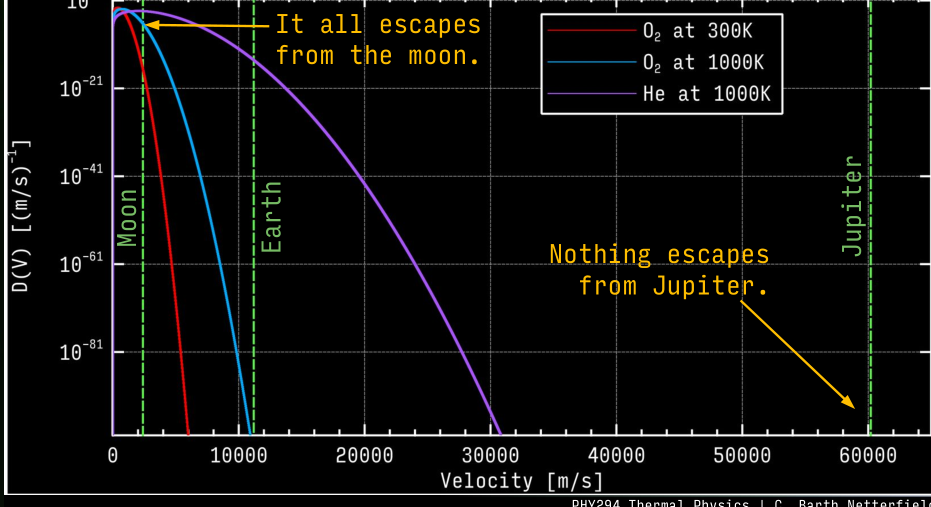 10
It all escapes
from the moon.
O₂ at 300K
O₂ at 1000K
He at 1000K
10⁻²¹
10⁻⁴¹
10⁻⁶¹
10⁻⁸¹
D(V) [(m/s)⁻¹]
Moon
Earth
Jupiter
Nothing escapes
from Jupiter.
0 10000 20000 30000 40000 50000 60000
Velocity [m/s]
PHY294 Thermal Physics | C. Barth Netterfiel